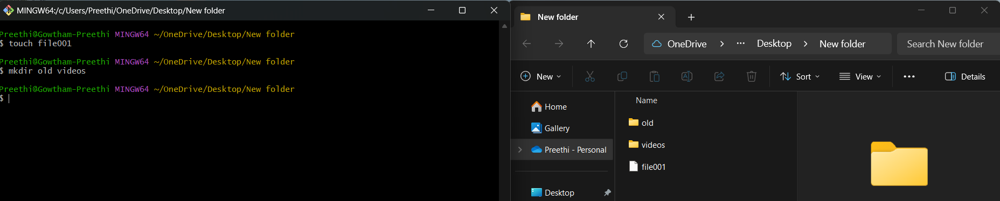 MINGW64:/c/Users/Preethi/OneDrive/Desktop/New folder
Preethi@Gowtham-Preethi MINGW64 ~/OneDrive/Desktop/New folder
$ touch file001
Preethi@Gowtham-Preethi MINGW64 ~/OneDrive/Desktop/New folder
$ mkdir old videos
Preethi@Gowtham-Preethi MINGW64 ~/OneDrive/Desktop/New folder
$
New folder
OneDrive > ··· Desktop > New folder
Search New folder
New
Sort
View
···
Details
Home
Gallery
Preethi - Personal
Desktop
Name
old
videos
file001